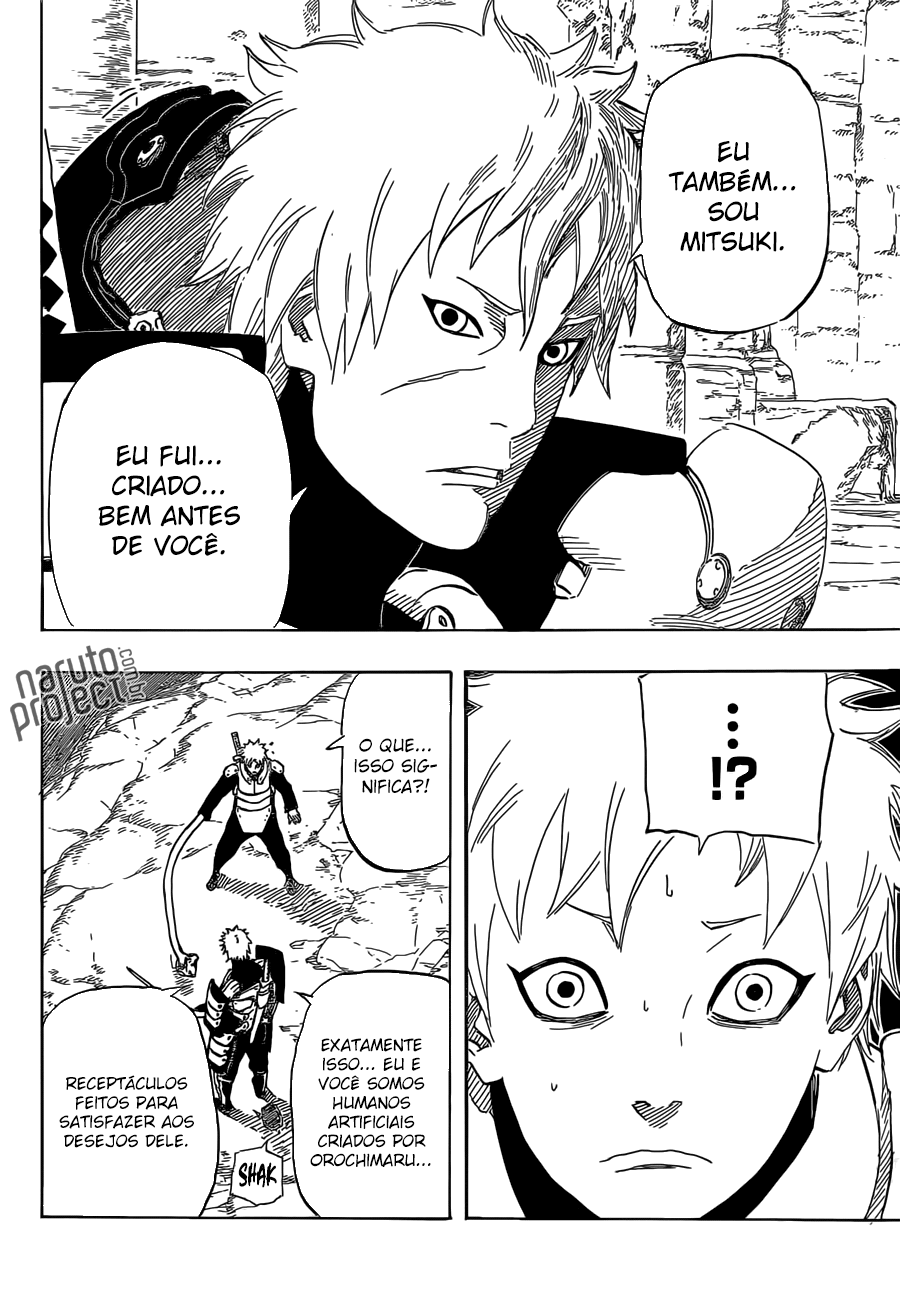 EU
TAMBÉM...
SOU
MITSUKI.
EU FUI...
CRIADO...
BEM ANTES
DE VOCÊ.
naruto
project
.com.br
...
!?
O QUE...
ISSO SIG-
NIFICA?!
EXATAMENTE
ISSO... EU E
VOCÊ SOMOS
HUMANOS
ARTIFICIAIS
CRIADOS POR
OROCHIMARU...
RECEPTÁCULOS
FEITOS PARA
SATISFAZER AOS
DESEJOS DELE.
SHAK